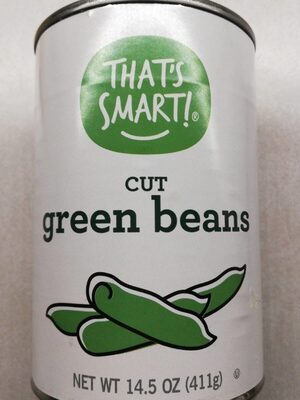 THAT'S
SMART!®
CUT
green beans
NET WT 14.5 OZ (411g)